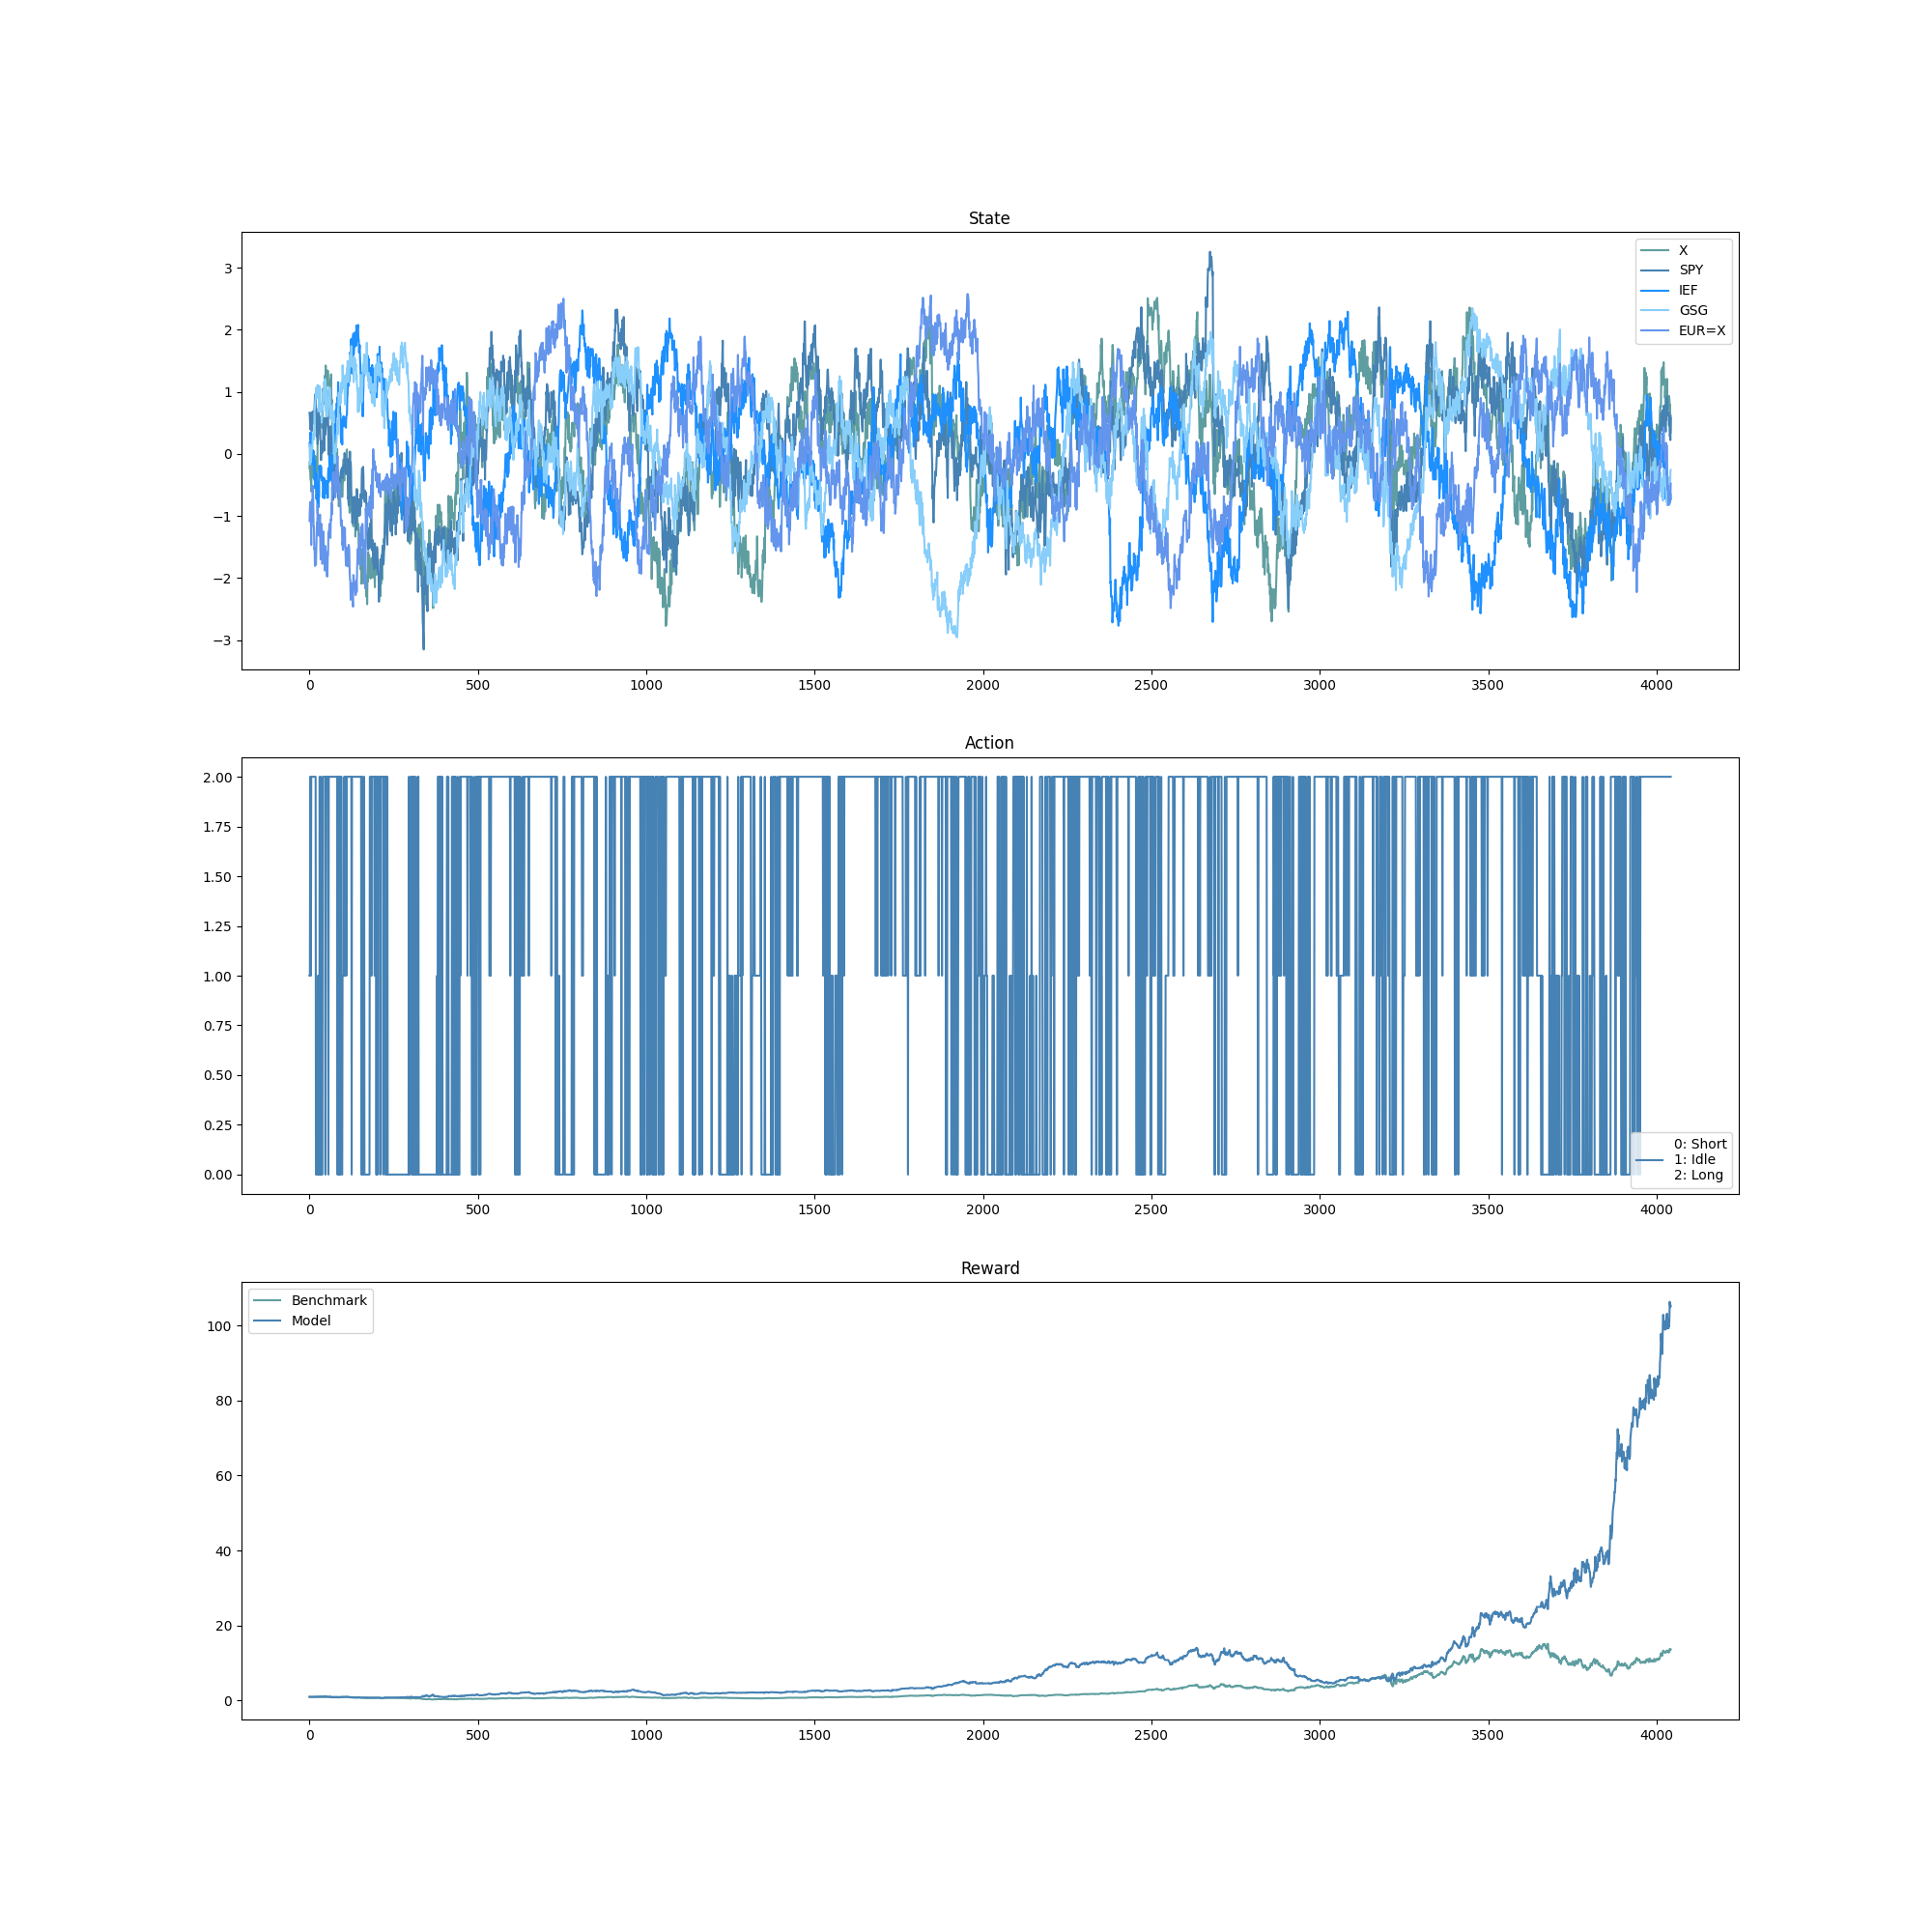 State
3
2
1
0
−1
−2
−3
X
SPY
IEF
GSG
EUR=X
0 500 1000 1500 2000 2500 3000 3500 4000
Action
2.00
1.75
1.50
1.25
1.00
0.75
0.50
0.25
0.00
0: Short
1: Idle
2: Long
0 500 1000 1500 2000 2500 3000 3500 4000
Reward
Benchmark
Model
100
80
60
40
20
0
0 500 1000 1500 2000 2500 3000 3500 4000